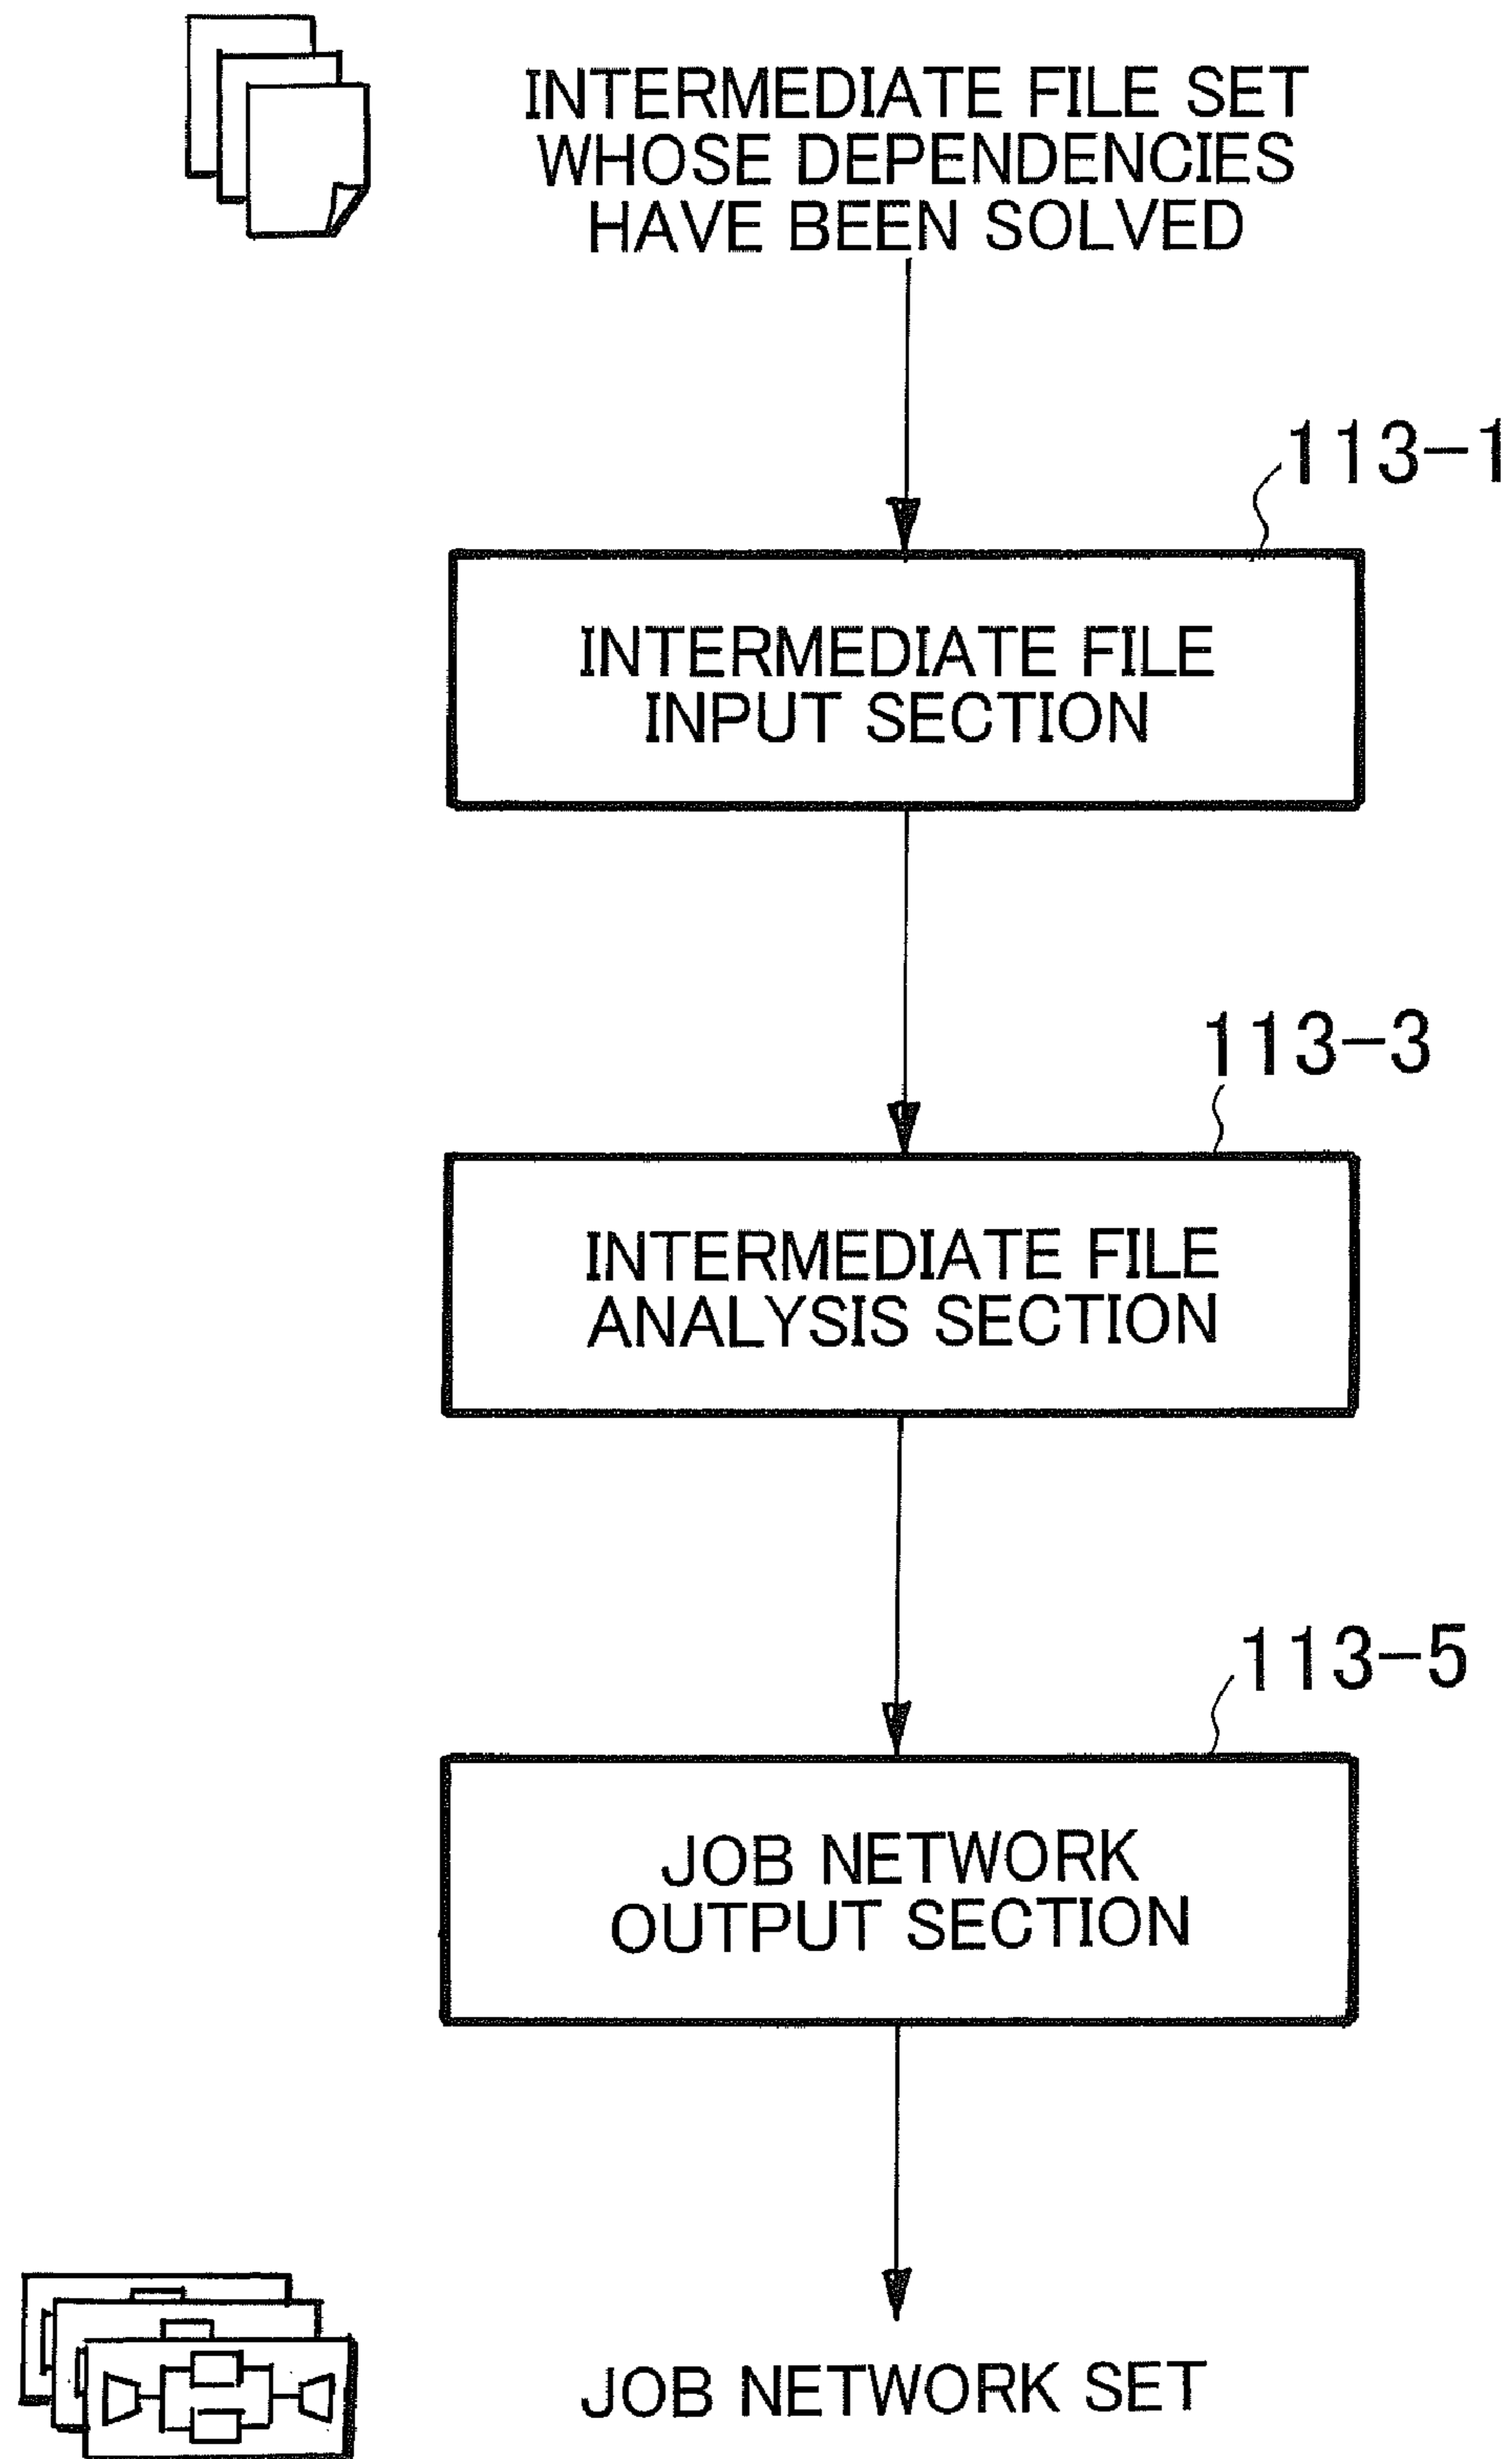 INTERMEDIATE FILE SET
WHOSE DEPENDENCIES
HAVE BEEN SOLVED
113-1
INTERMEDIATE FILE
INPUT SECTION
113-3
INTERMEDIATE FILE
ANALYSIS SECTION
113-5
JOB NETWORK
OUTPUT SECTION
JOB NETWORK SET